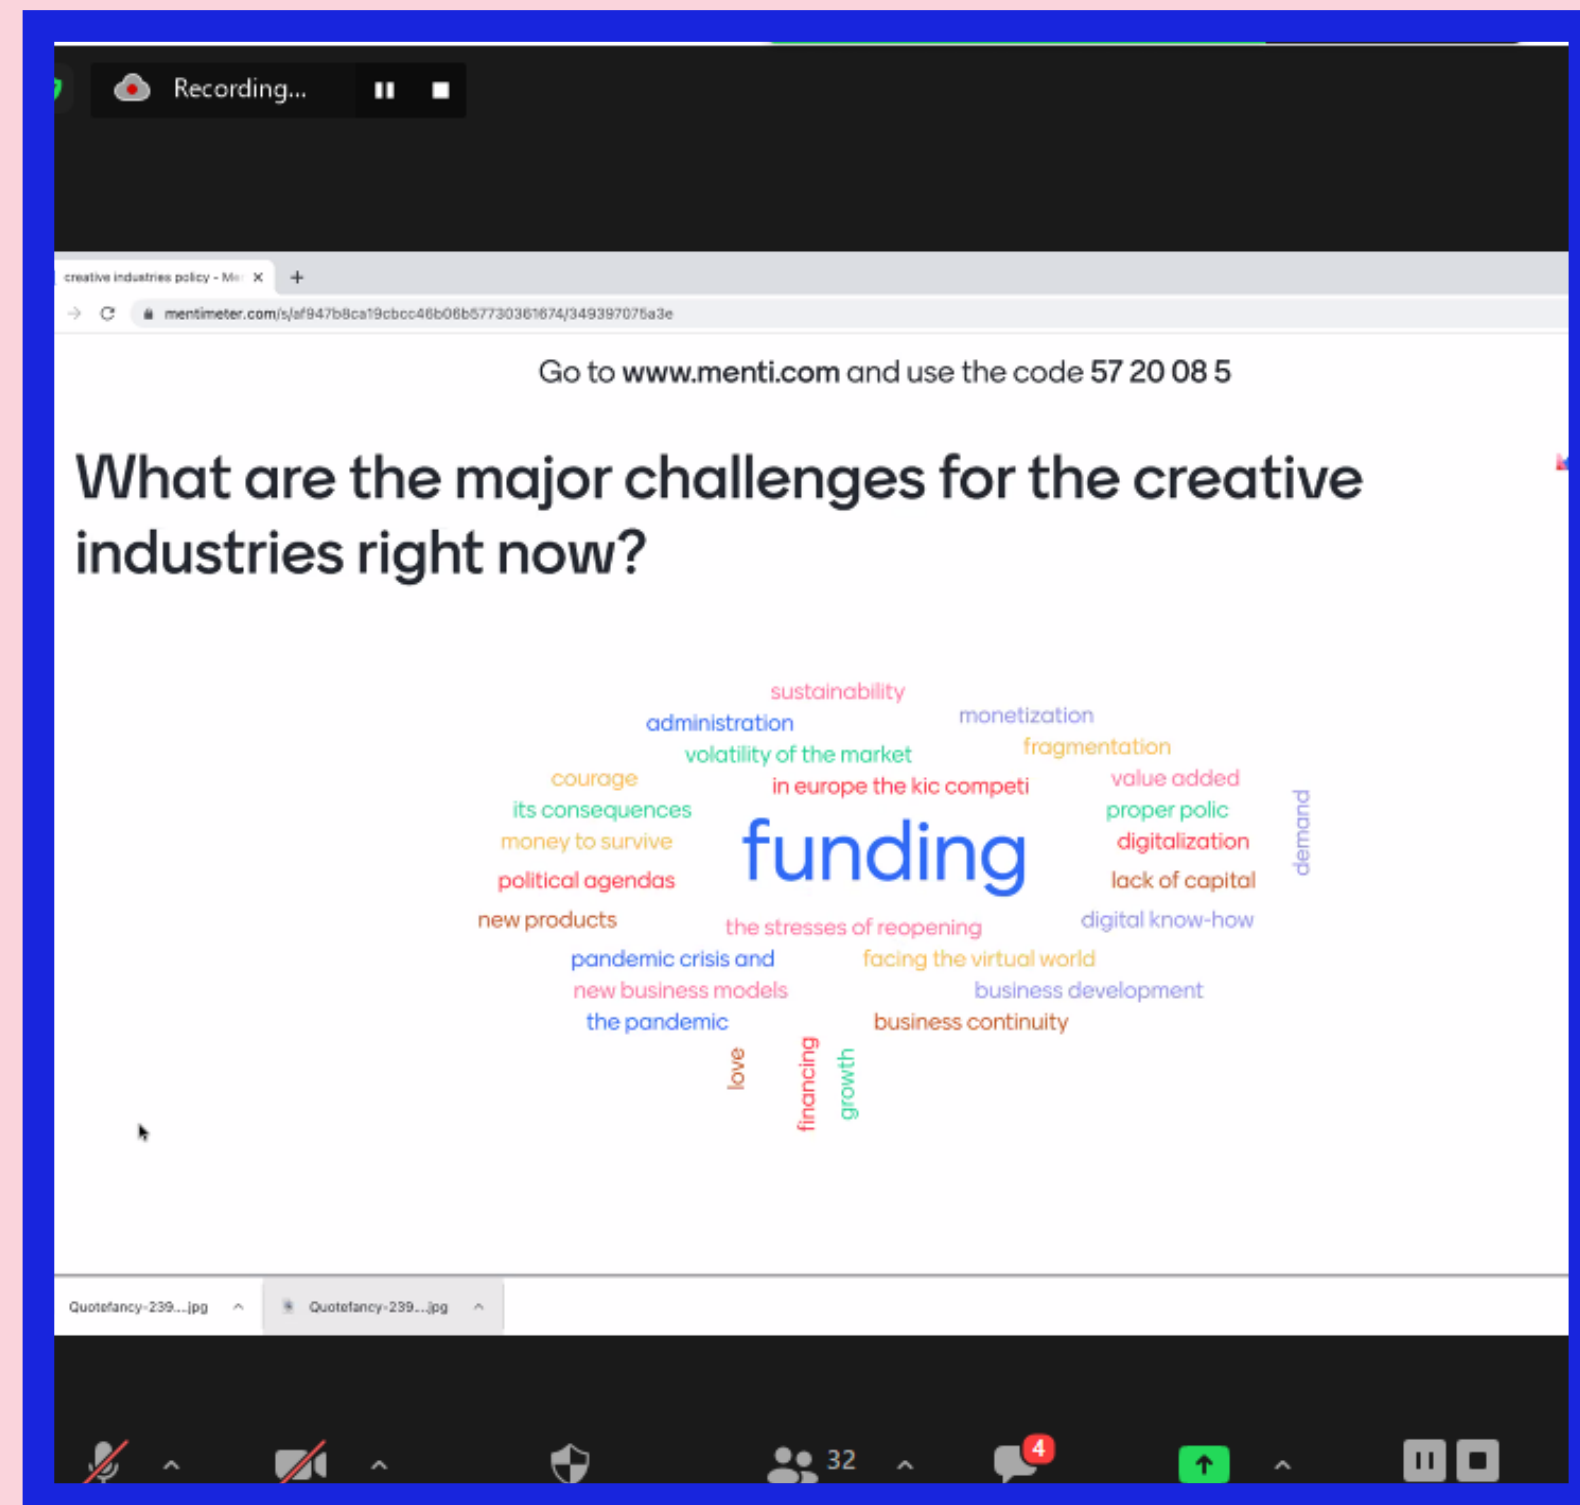 Recording...
creative industries policy - Me
mentimeter.com/s/af947b8ca19cbcc46b06b57730361674/349397075a3e
Go to www.menti.com and use the code 57 20 08 5
What are the major challenges for the creative
industries right now?
sustainability
administration
monetization
volatility of the market
fragmentation
courage
in europe the kic competi
value added
its consequences
proper polic
demand
money to survive
funding
digitalization
political agendas
lack of capital
new products
the stresses of reopening
digital know-how
pandemic crisis and
facing the virtual world
new business models
business development
the pandemic
business continuity
love
financing
growth
Quotefancy-239....jpg
Quotefancy-239....jpg
32
4